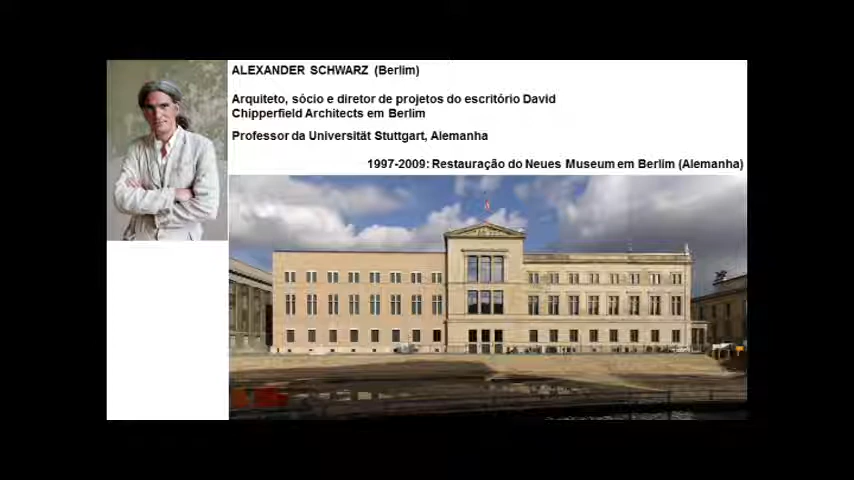 ALEXANDER SCHWARZ (Berlim)
Arquiteto, sócio e diretor de projetos do escritório David
Chipperfield Architects em Berlim
Professor da Universität Stuttgart, Alemanha
1997-2009: Restauração do Neues Museum em Berlim (Alemanha)